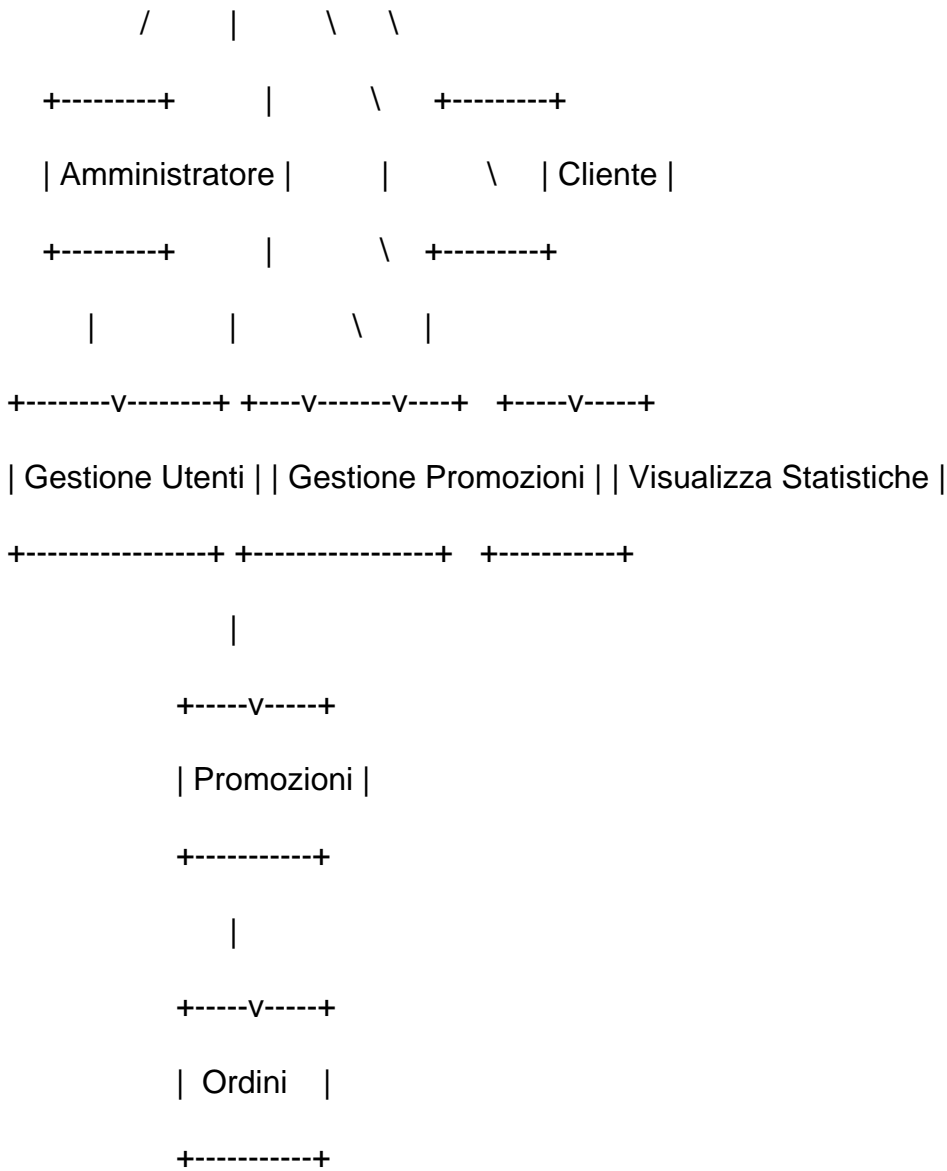 / | \ \
+---------+ | \ +---------+
| Amministratore | | \ | Cliente |
+---------+ | \ +---------+
| | \ |
+--------v--------+ +----v-------v----+ +-----v-----+
| Gestione Utenti | | Gestione Promozioni | | Visualizza Statistiche |
+-----------------+ +-----------------+ +-----------+
|
+-----v-----+
| Promozioni |
+-----------+
|
+-----v-----+
| Ordini |
+-----------+